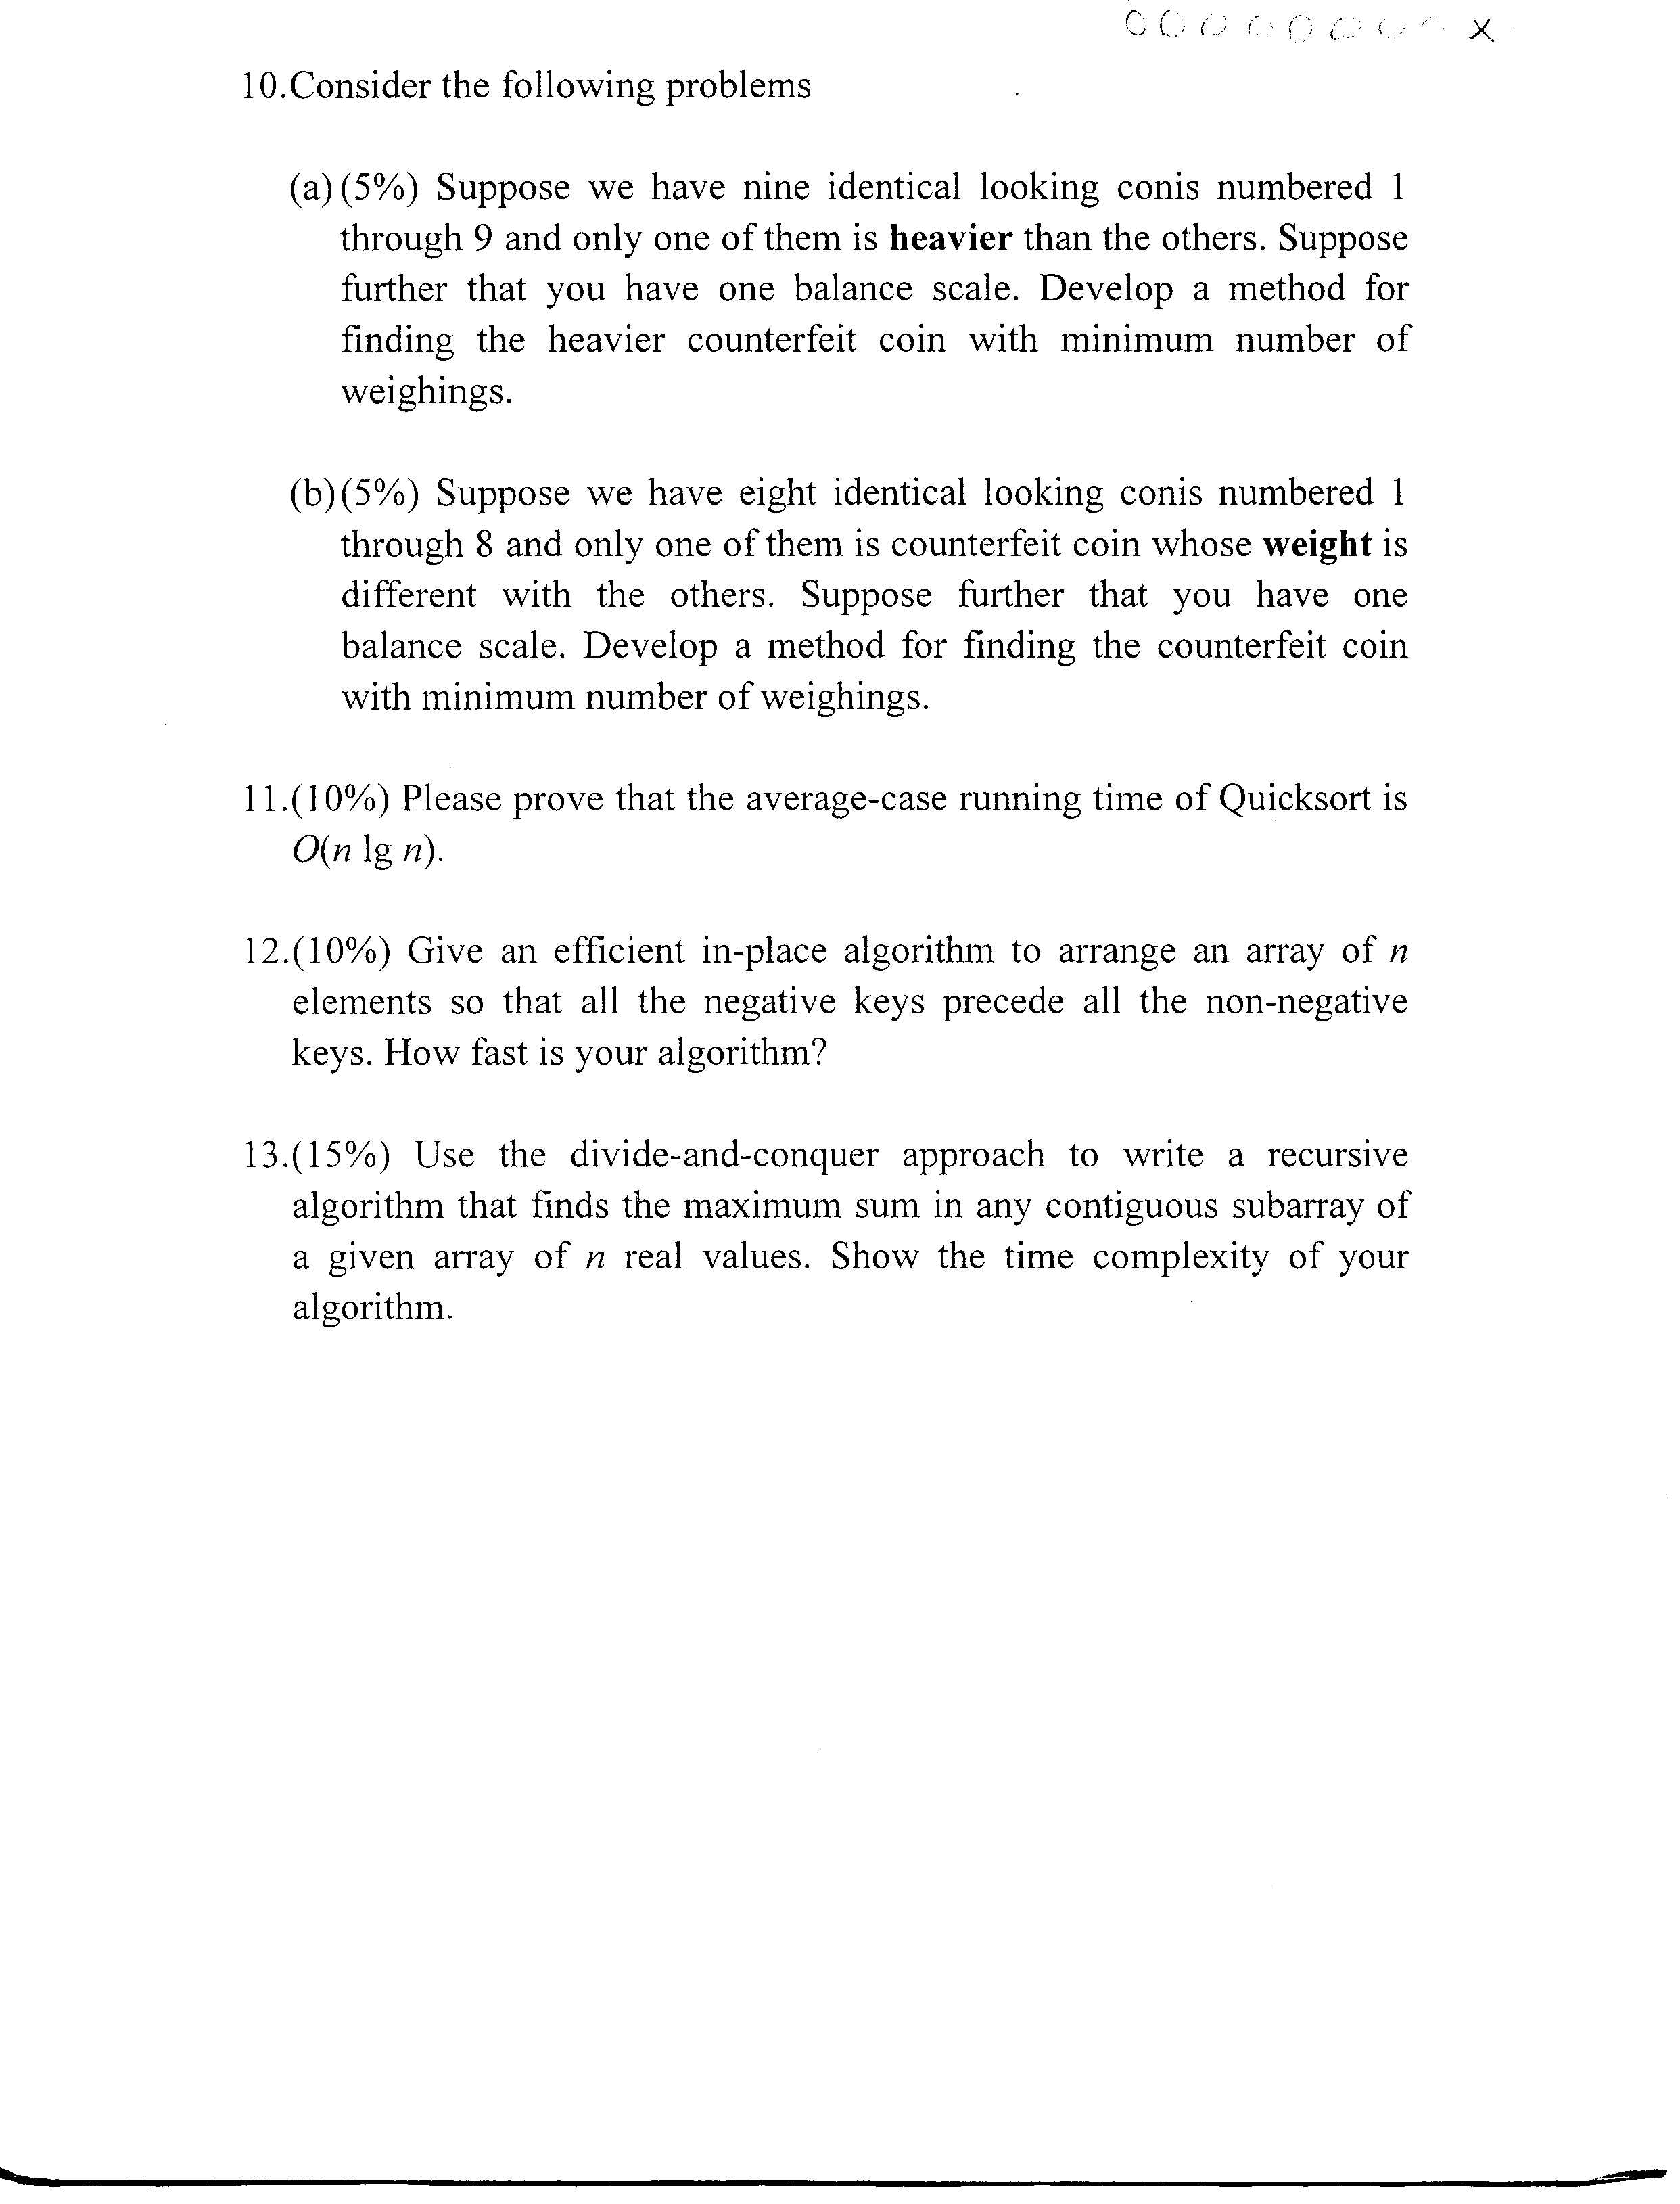 10.Consider the following problems
(a)(5%) Suppose we have nine identical looking conis numbered 1
through 9 and only one of them is heavier than the others. Suppose
further that you have one balance scale. Develop a method for
finding the heavier counterfeit coin with minimum number of
weighings.
(b)(5%) Suppose we have eight identical looking conis numbered 1
through 8 and only one of them is counterfeit coin whose weight is
different with the others. Suppose further that you have one
balance scale. Develop a method for finding the counterfeit coin
with minimum number of weighings.
11.(10%) Please prove that the average-case running time of Quicksort is
O(n lg n).
12.(10%) Give an efficient in-place algorithm to arrange an array of n
elements so that all the negative keys precede all the non-negative
keys. How fast is your algorithm?
13.(15%) Use the divide-and-conquer approach to write a recursive
algorithm that finds the maximum sum in any contiguous subarray of
a given array of n real values. Show the time complexity of your
algorithm.